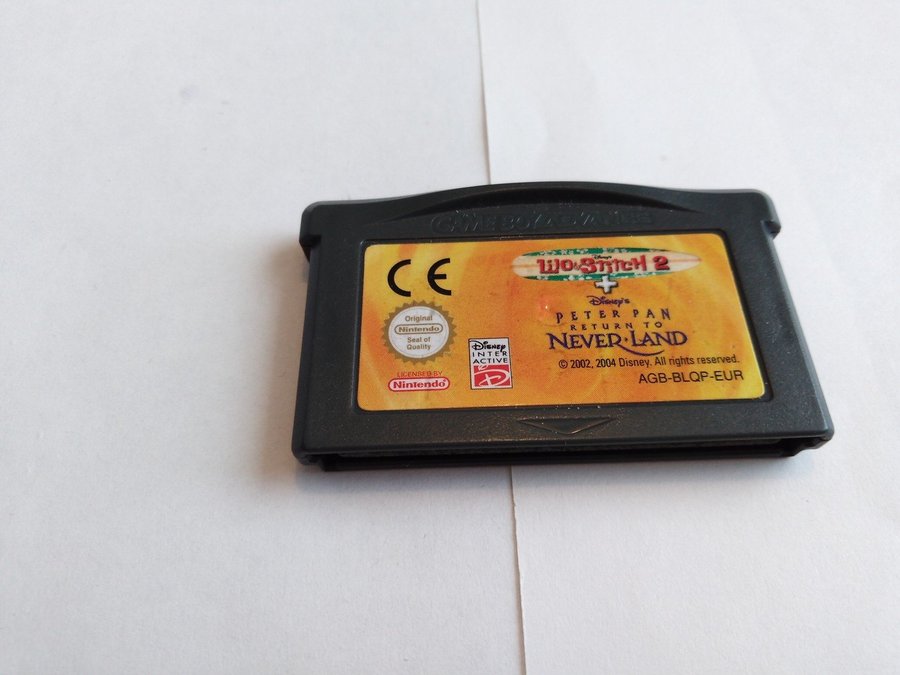 GAME BOY ADVANCE
CE
Disney's
LILO & STITCH 2
+
Disney's
PETER PAN
RETURN TO
NEVER·LAND
© 2002, 2004 Disney. All rights reserved.
AGB-BLQP-EUR
Original
Nintendo
Seal of
Quality
LICENSED BY
Nintendo
DISNEY
INTER
ACTIVE